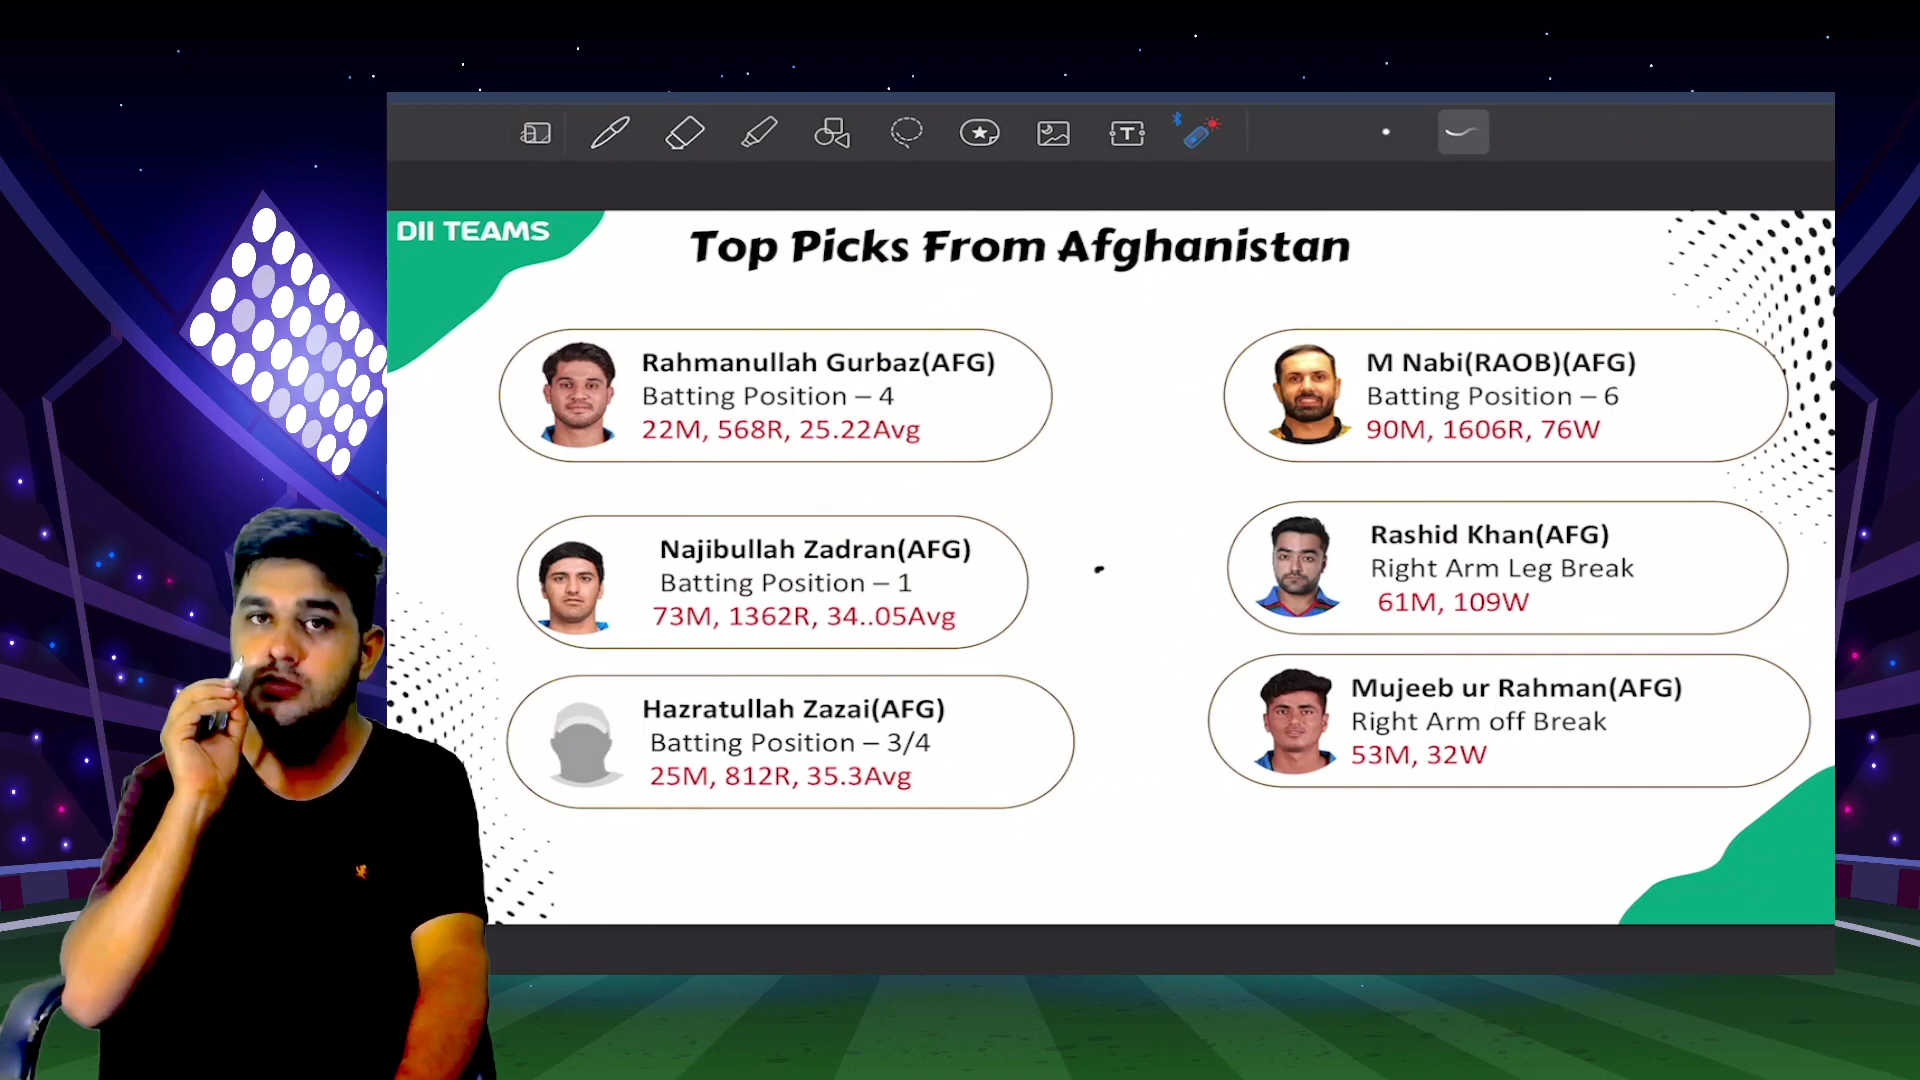 DII TEAMS
Top Picks From Afghanistan
Rahmanullah Gurbaz(AFG)
Batting Position – 4
22M, 568R, 25.22Avg
Najibullah Zadran(AFG)
Batting Position – 1
73M, 1362R, 34..05Avg
Hazratullah Zazai(AFG)
Batting Position – 3/4
25M, 812R, 35.3Avg
M Nabi(RAOB)(AFG)
Batting Position – 6
90M, 1606R, 76W
Rashid Khan(AFG)
Right Arm Leg Break
61M, 109W
Mujeeb ur Rahman(AFG)
Right Arm off Break
53M, 32W